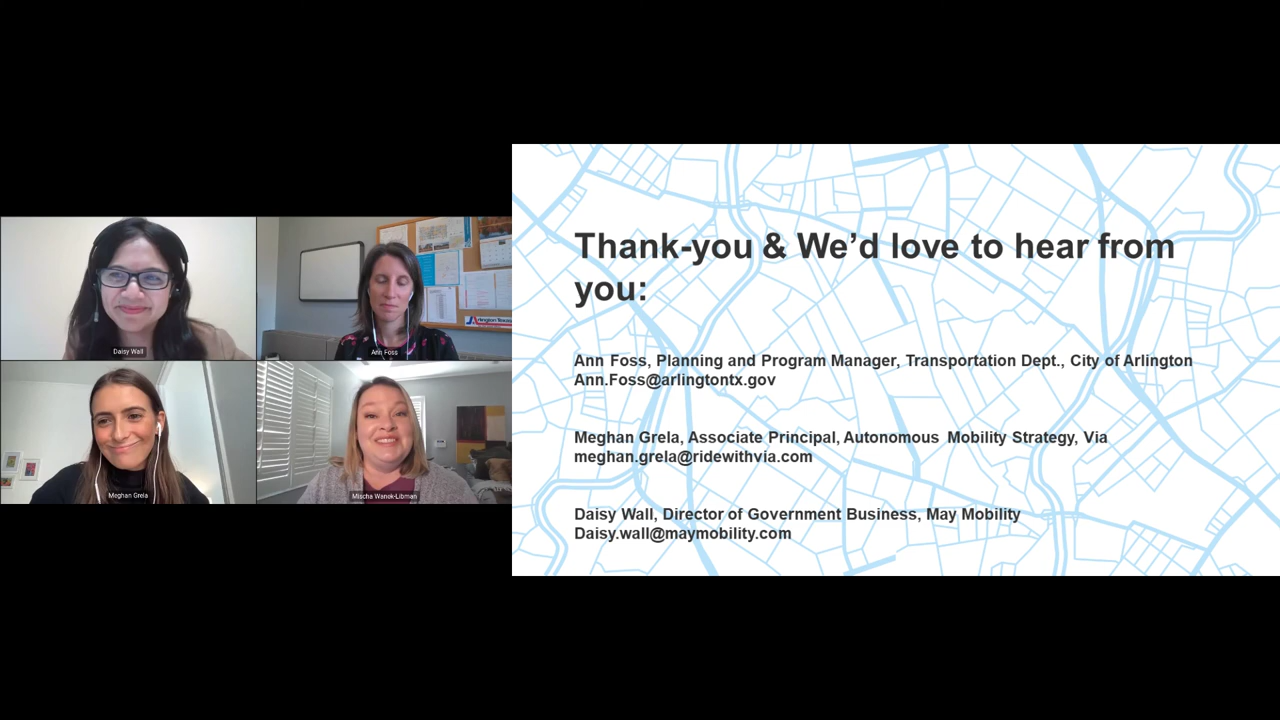 Daisy Wall
Ann Foss
Meghan Grela
Mischa Wanek-Libman
Arlington Texas
Thank-you & We’d love to hear from
you:
Ann Foss, Planning and Program Manager, Transportation Dept., City of Arlington
Ann.Foss@arlingtontx.gov
Meghan Grela, Associate Principal, Autonomous Mobility Strategy, Via
meghan.grela@ridewithvia.com
Daisy Wall, Director of Government Business, May Mobility
Daisy.wall@maymobility.com